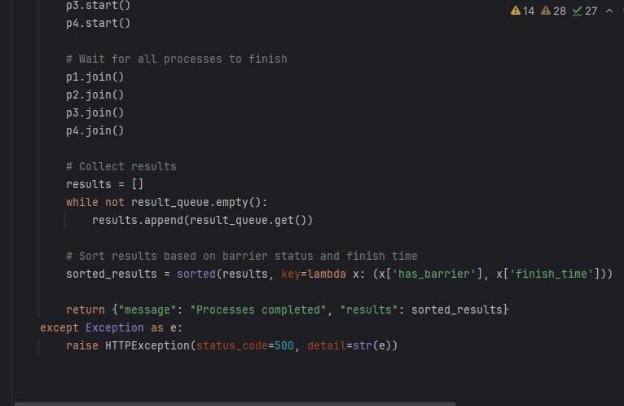 p3.start()
14 28 27
p4.start()
# Wait for all processes to finish
p1.join()
p2.join()
p3.join()
p4.join()
# Collect results
results = []
while not result_queue.empty():
results.append(result_queue.get())
# Sort results based on barrier status and finish time
sorted_results = sorted(results, key=lambda x: (x['has_barrier'], x['finish_time']))
return {"message": "Processes completed", "results": sorted_results}
except Exception as e:
raise HTTPException(status_code=500, detail=str(e))